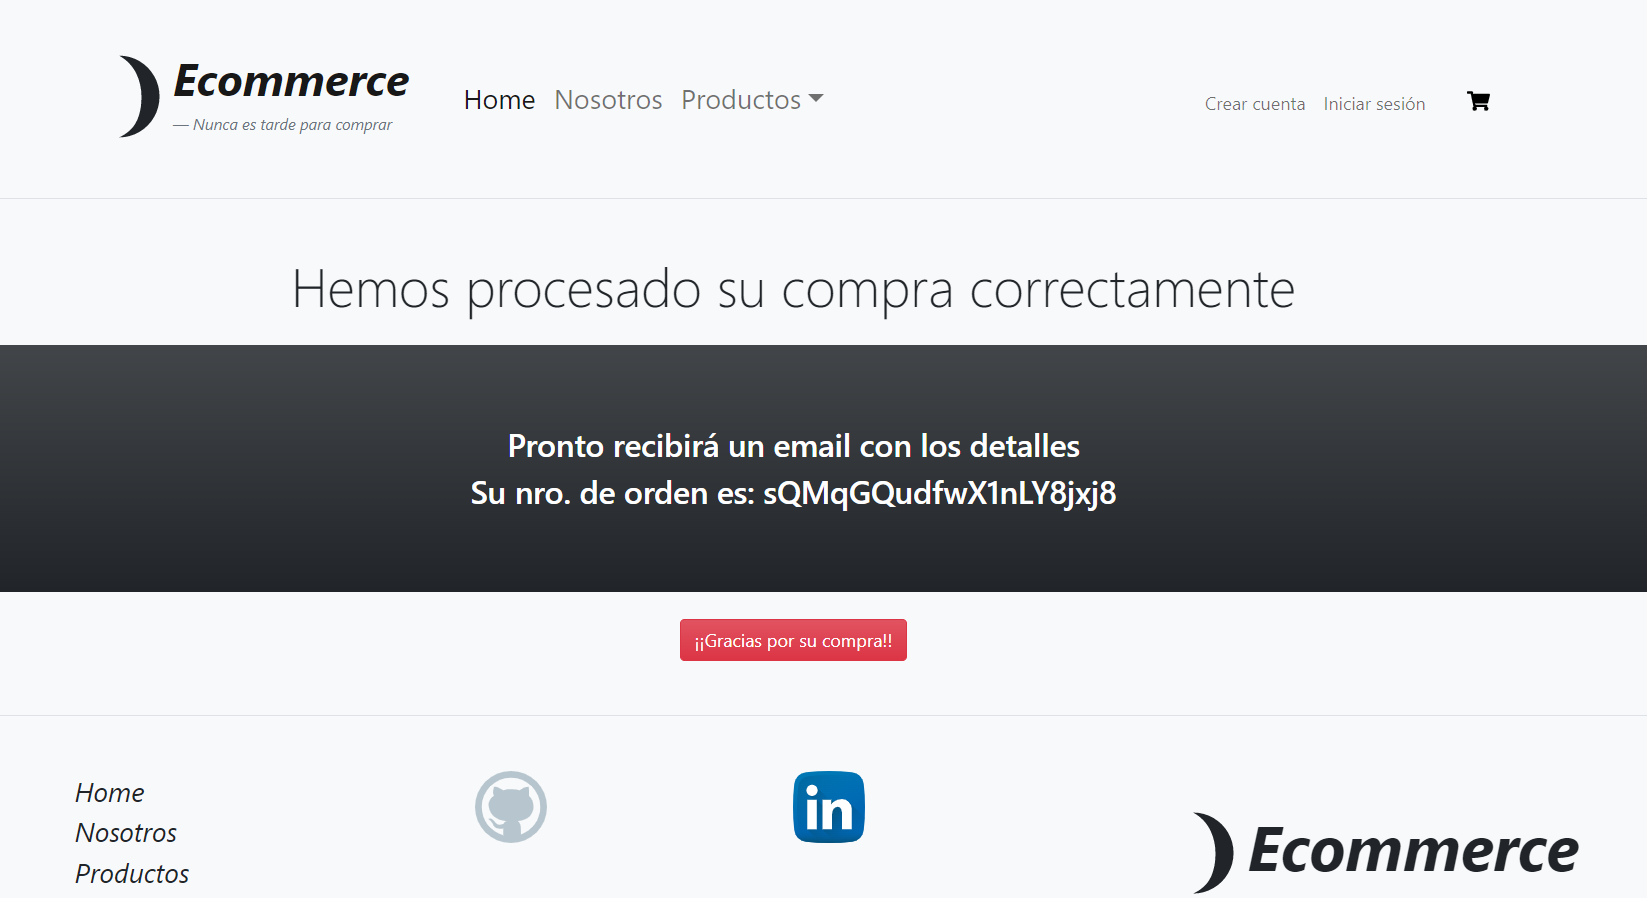 Ecommerce
— Nunca es tarde para comprar
Home Nosotros Productos
Crear cuenta Iniciar sesión
Hemos procesado su compra correctamente
Pronto recibirá un email con los detalles
Su nro. de orden es: sQMqGQudfwX1nLY8jxj8
¡¡Gracias por su compra!!
Home
Nosotros
Productos
in
Ecommerce